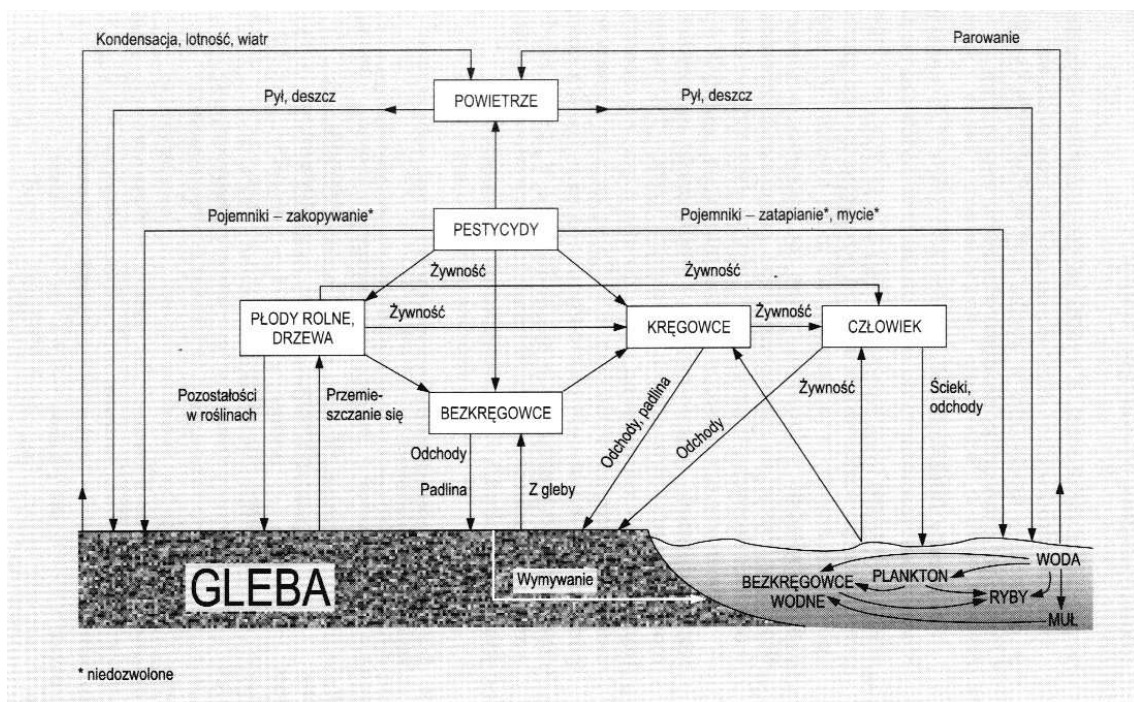 Kondensacja, lotność, wiatr
Parowanie
POWIETRZE
Pył, deszcz
Pył, deszcz
Pojemniki – zakopywanie*
PESTYCYDY
Pojemniki – zatapianie*, mycie*
Żywność
Żywność
PŁODY ROLNE,
DRZEWA
Żywność
KRĘGOWCE
Żywność
CZŁOWIEK
Pozostałości
w roślinach
Przemie-
szczanie się
BEZKRĘGOWCE
Odchody, padlina
Odchody
Żywność
Ścieki,
odchody
Odchody
Padlina
Z gleby
GLEBA
Wymywanie
WODA
PLANKTON
BEZKRĘGOWCE
WODNE
RYBY
MUŁ
* niedozwolone